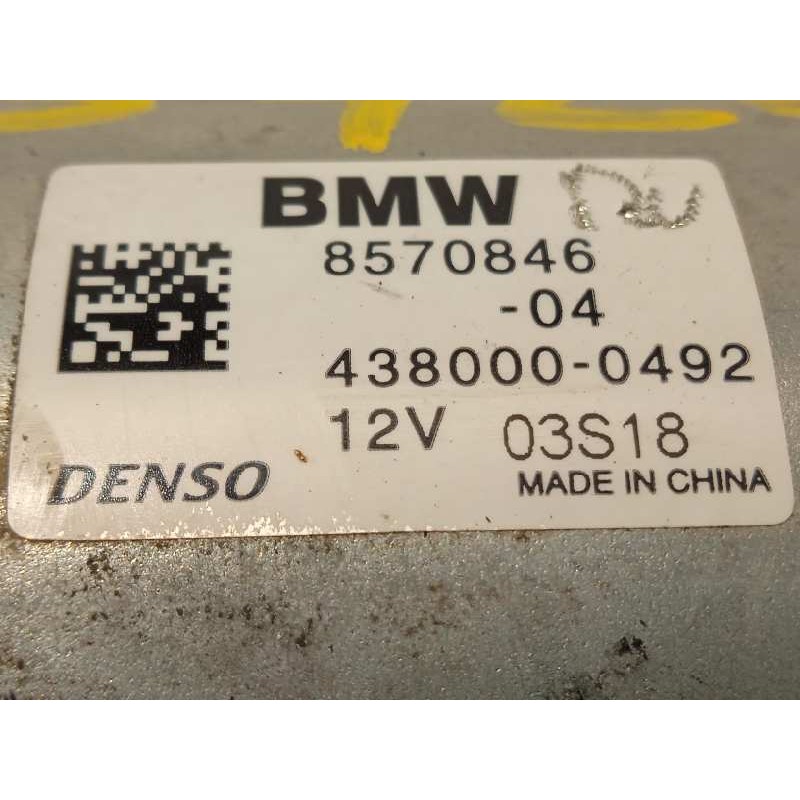 BMW
8570846
-04
438000-0492
12V 03S18
DENSO MADE IN CHINA